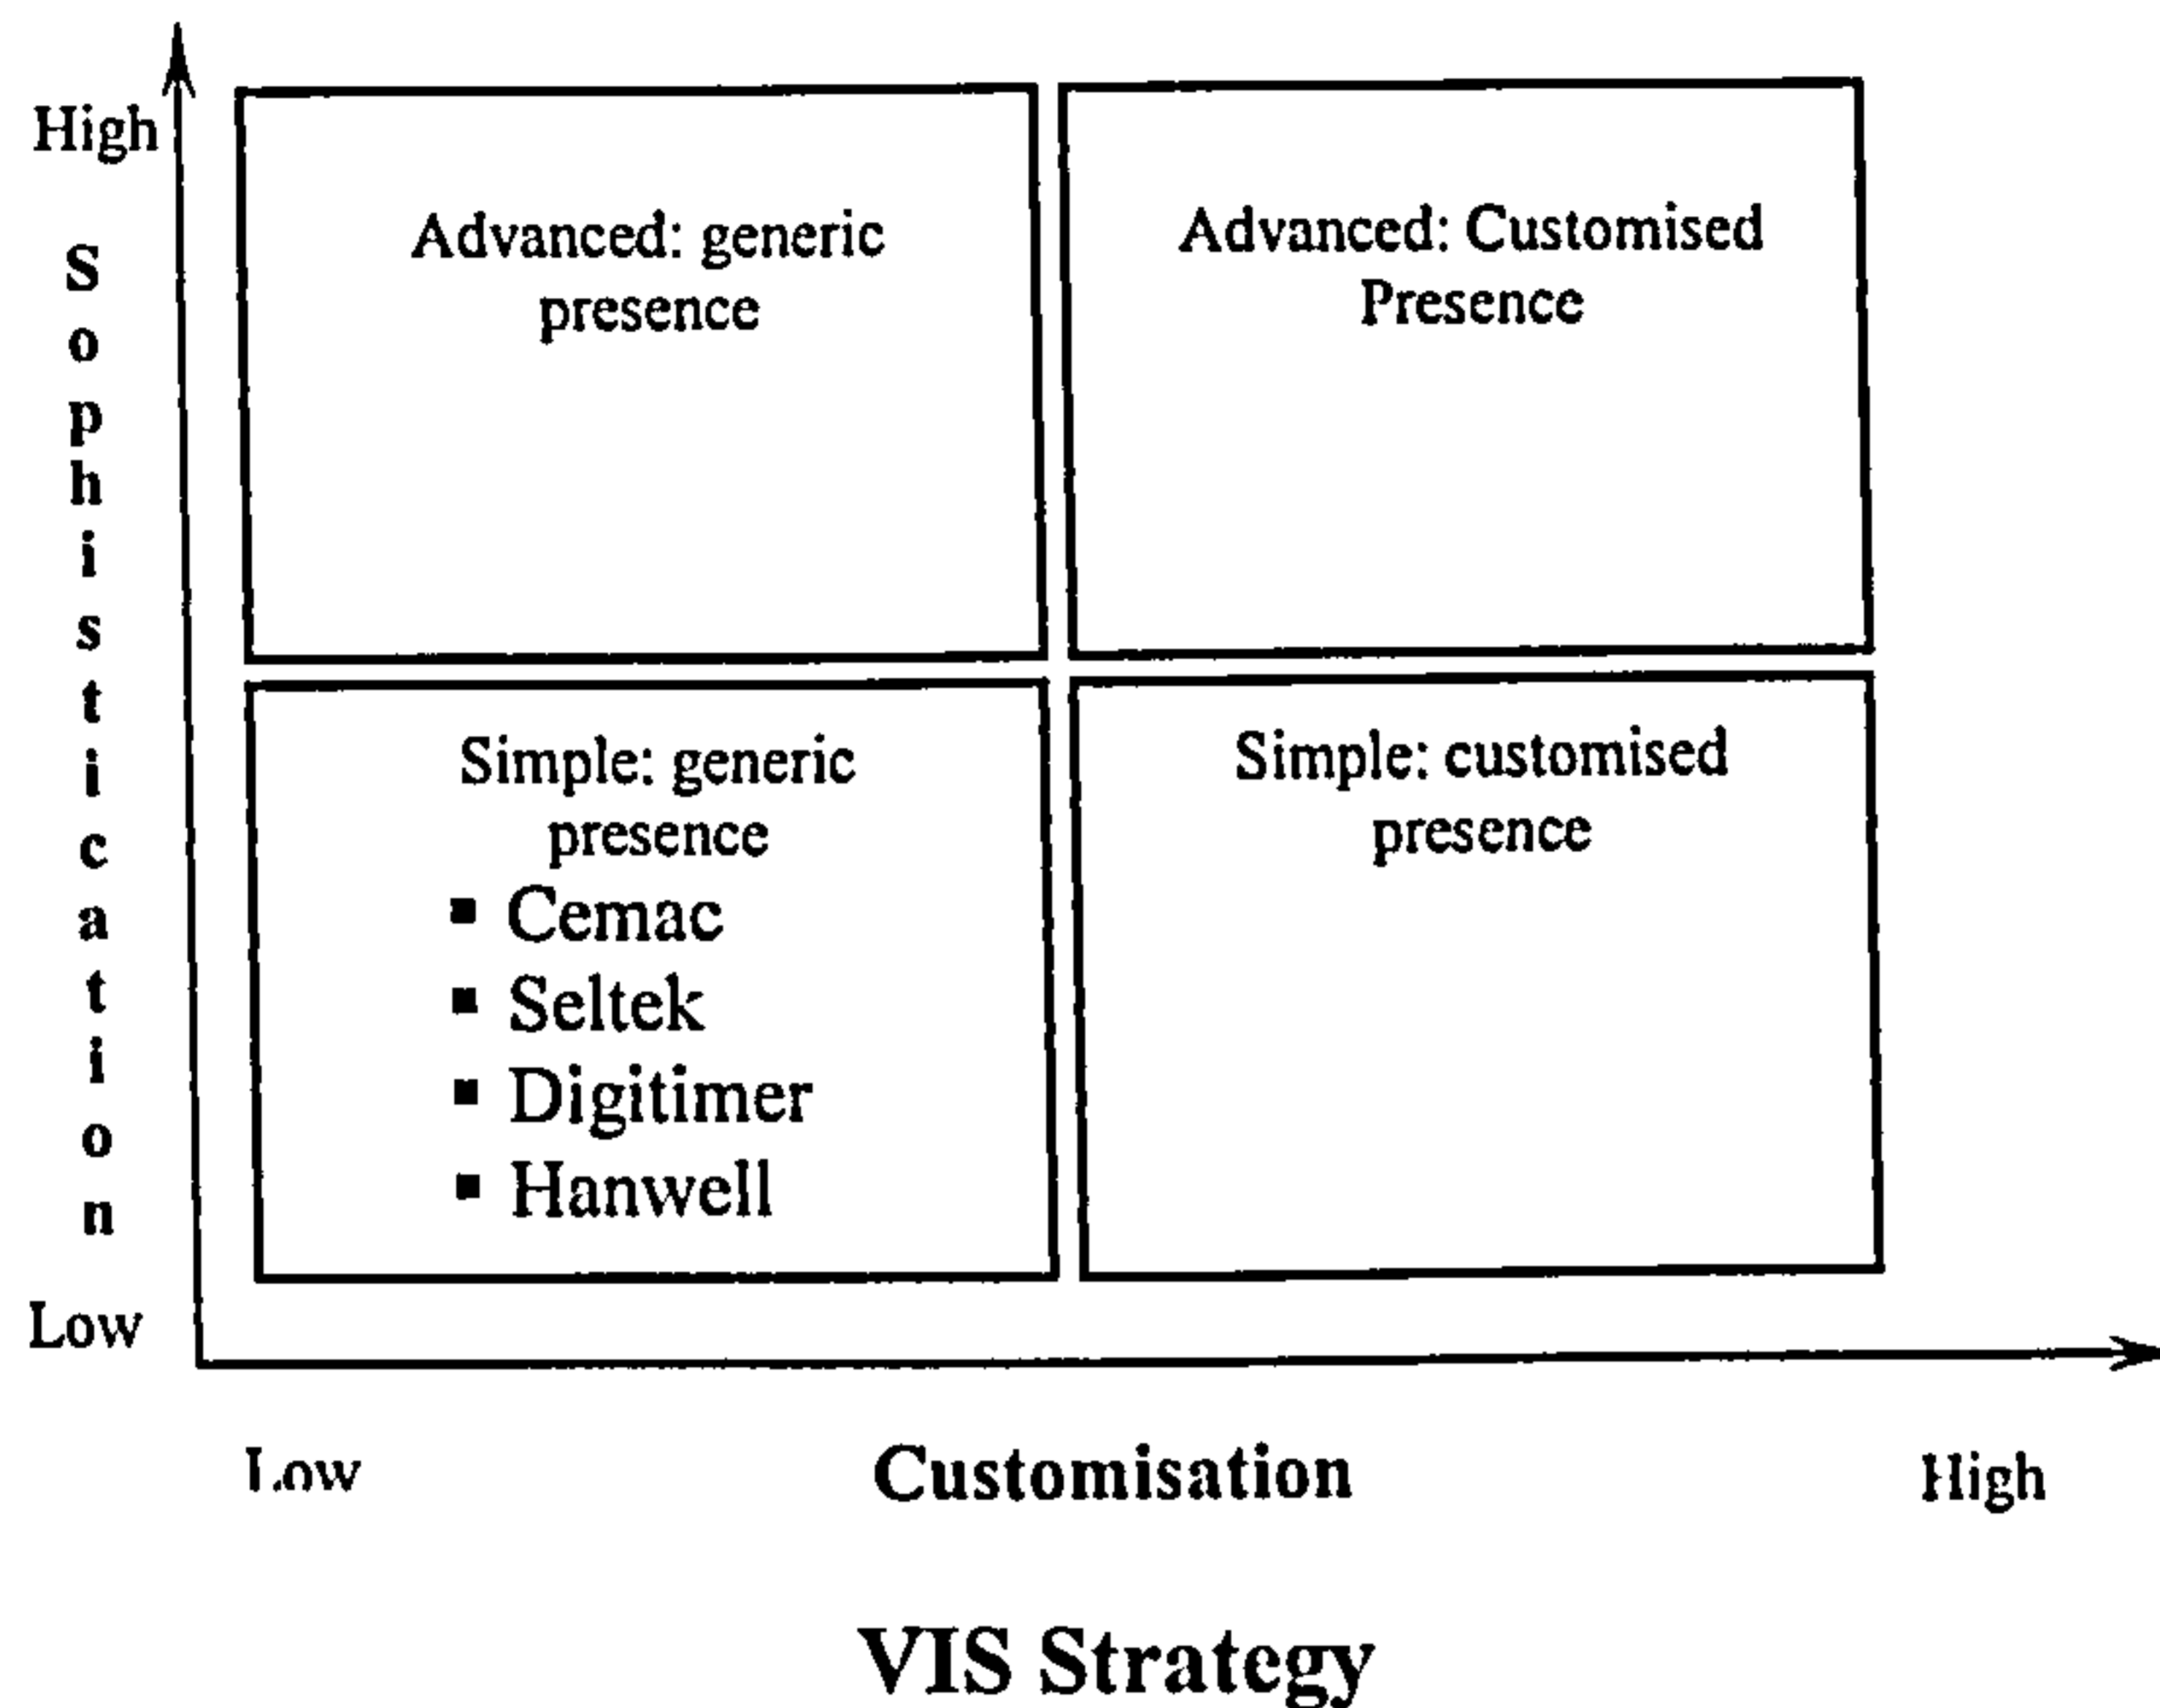 High
Sophistication
Low
Advanced: generic
presence
Advanced: Customised
Presence
Simple: generic
presence
▪ Cemac
▪ Seltek
▪ Digitimer
▪ Hanwell
Simple: customised
presence
Low
Customisation
High
VIS Strategy